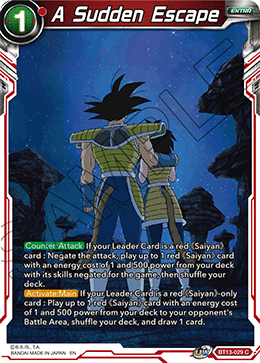 1
A Sudden Escape
EXTRA
Counter:Attack If your Leader Card is a red《Saiyan》
card : Negate the attack, play up to 1 red《Saiyan》card
with an energy cost of 1 and 500 power from your deck
with its skills negated for the game, then shuffle your
deck.
Activate:Main If your Leader Card is a red《Saiyan》-only
card : Play up to 1 red《Saiyan》card with an energy cost
of 1 and 500 power from your deck to your opponent's
Battle Area, shuffle your deck, and draw 1 card.
©B.S./S., T.A.
BANDAI MADE IN JAPAN EN
BT13-029 C